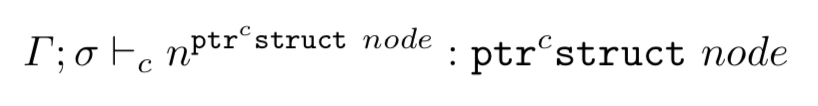 Γ; σ ⊢_c n^{ptr^c struct node} : ptr^c struct node